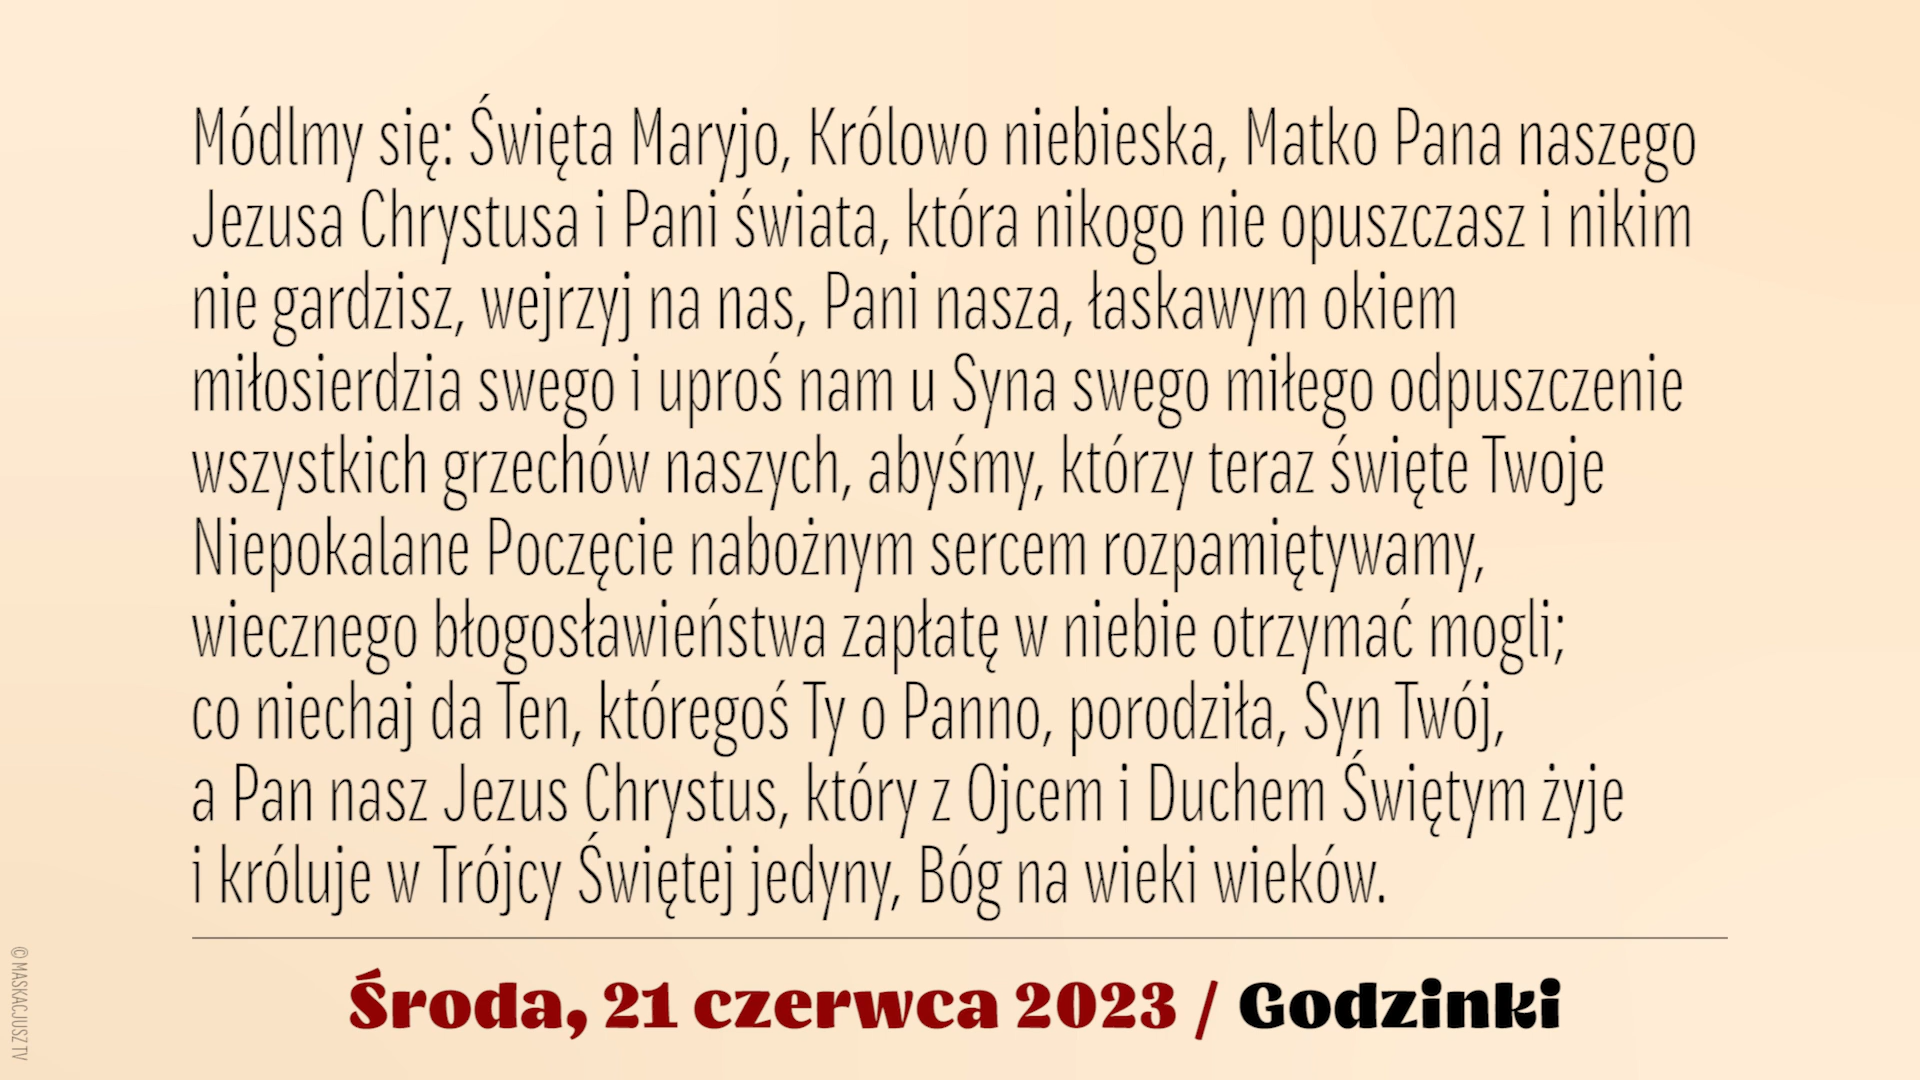 Módlmy się: Święta Maryjo, Królowo niebieska, Matko Pana naszego
Jezusa Chrystusa i Pani świata, która nikogo nie opuszczasz i nikim
nie gardzisz, wejrzyj na nas, Pani nasza, łaskawym okiem
miłosierdzia swego i uproś nam u Syna swego miłego odpuszczenie
wszystkich grzechów naszych, abyśmy, którzy teraz święte Twoje
Niepokalane Poczęcie nabożnym sercem rozpamiętywamy,
wiecznego błogosławieństwa zapłatę w niebie otrzymać mogli;
co niechaj da Ten, któregoś Ty o Panno, porodziła, Syn Twój,
a Pan nasz Jezus Chrystus, który z Ojcem i Duchem Świętym żyje
i króluje w Trójcy Świętej jedyny, Bóg na wieki wieków.
Środa, 21 czerwca 2023 / Godzinki
© MASKACJUSZ TV